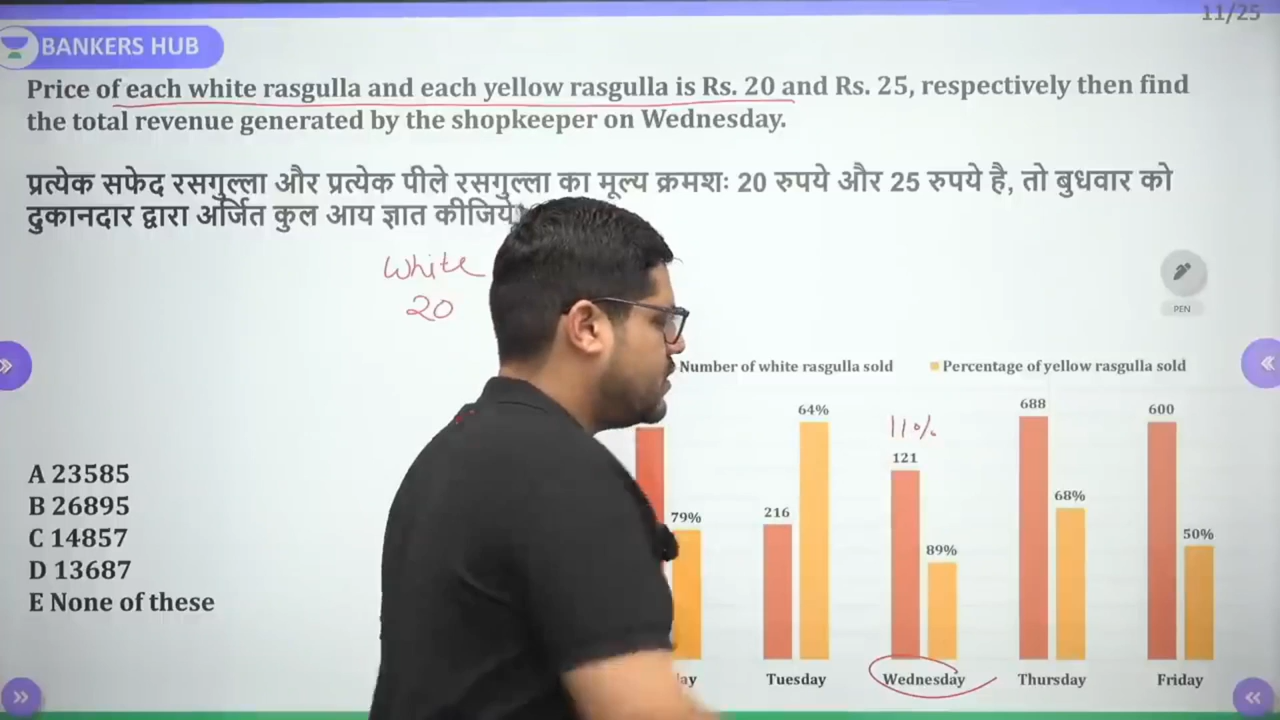 11/25
BANKERS HUB
Price of each white rasgulla and each yellow rasgulla is Rs. 20 and Rs. 25, respectively then find
the total revenue generated by the shopkeeper on Wednesday.
प्रत्येक सफेद रसगुल्ला और प्रत्येक पीले रसगुल्ला का मूल्य क्रमशः 20 रुपये और 25 रुपये है, तो बुधवार को
दुकानदार द्वारा अर्जित कुल आय ज्ञात कीजिये
White
20
PEN
Number of white rasgulla sold
Percentage of yellow rasgulla sold
79%
216
64%
11%
121
89%
688
68%
600
50%
Tuesday
Wednesday
Thursday
Friday
A 23585
B 26895
C 14857
D 13687
E None of these